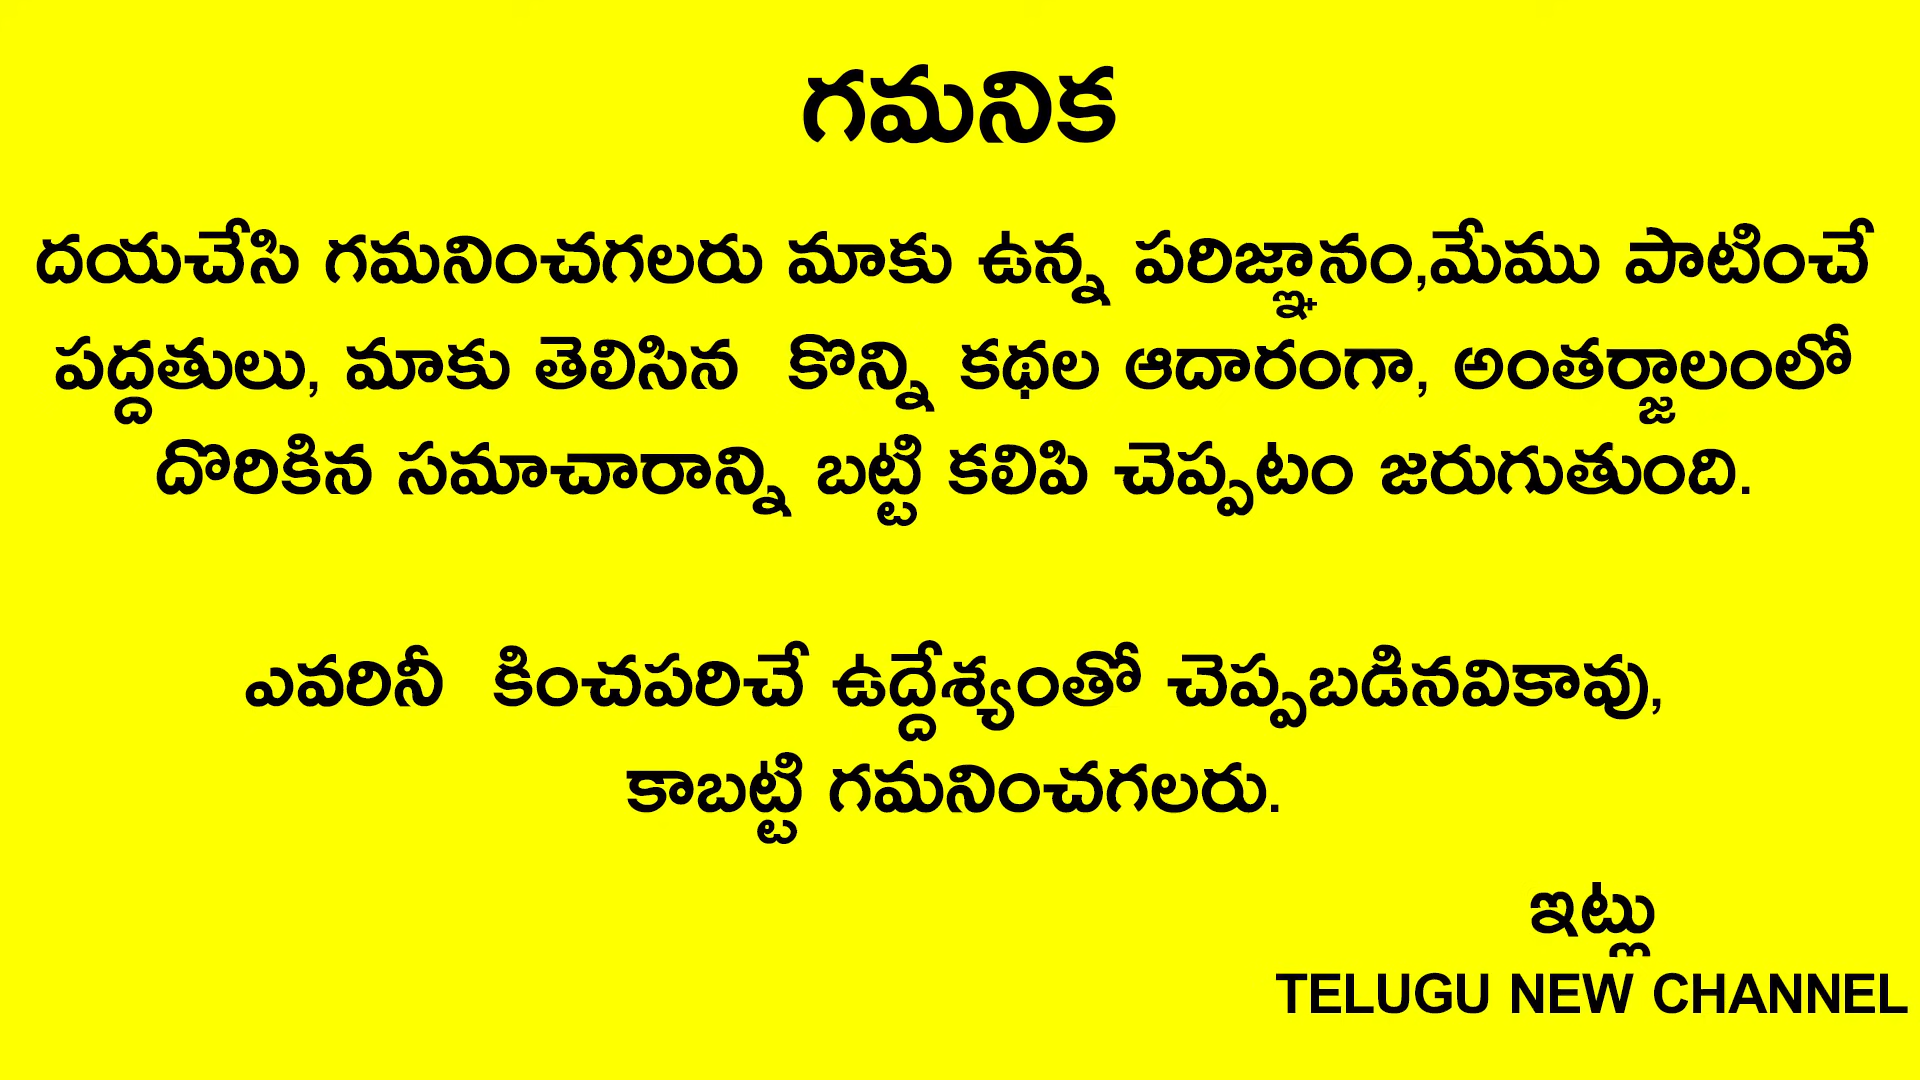 గమనిక
దయచేసి గమనించగలరు మాకు ఉన్న పరిజ్ఞానం,మేము పాటించే
పద్దతులు, మాకు తెలిసిన కొన్ని కథల ఆదారంగా, అంతర్జాలంలో
దొరికిన సమాచారాన్ని బట్టి కలిపి చెప్పటం జరుగుతుంది.
ఎవరినీ కించపరిచే ఉద్దేశ్యంతో చెప్పబడినవికావు,
కాబట్టి గమనించగలరు.
ఇట్లు
TELUGU NEW CHANNEL